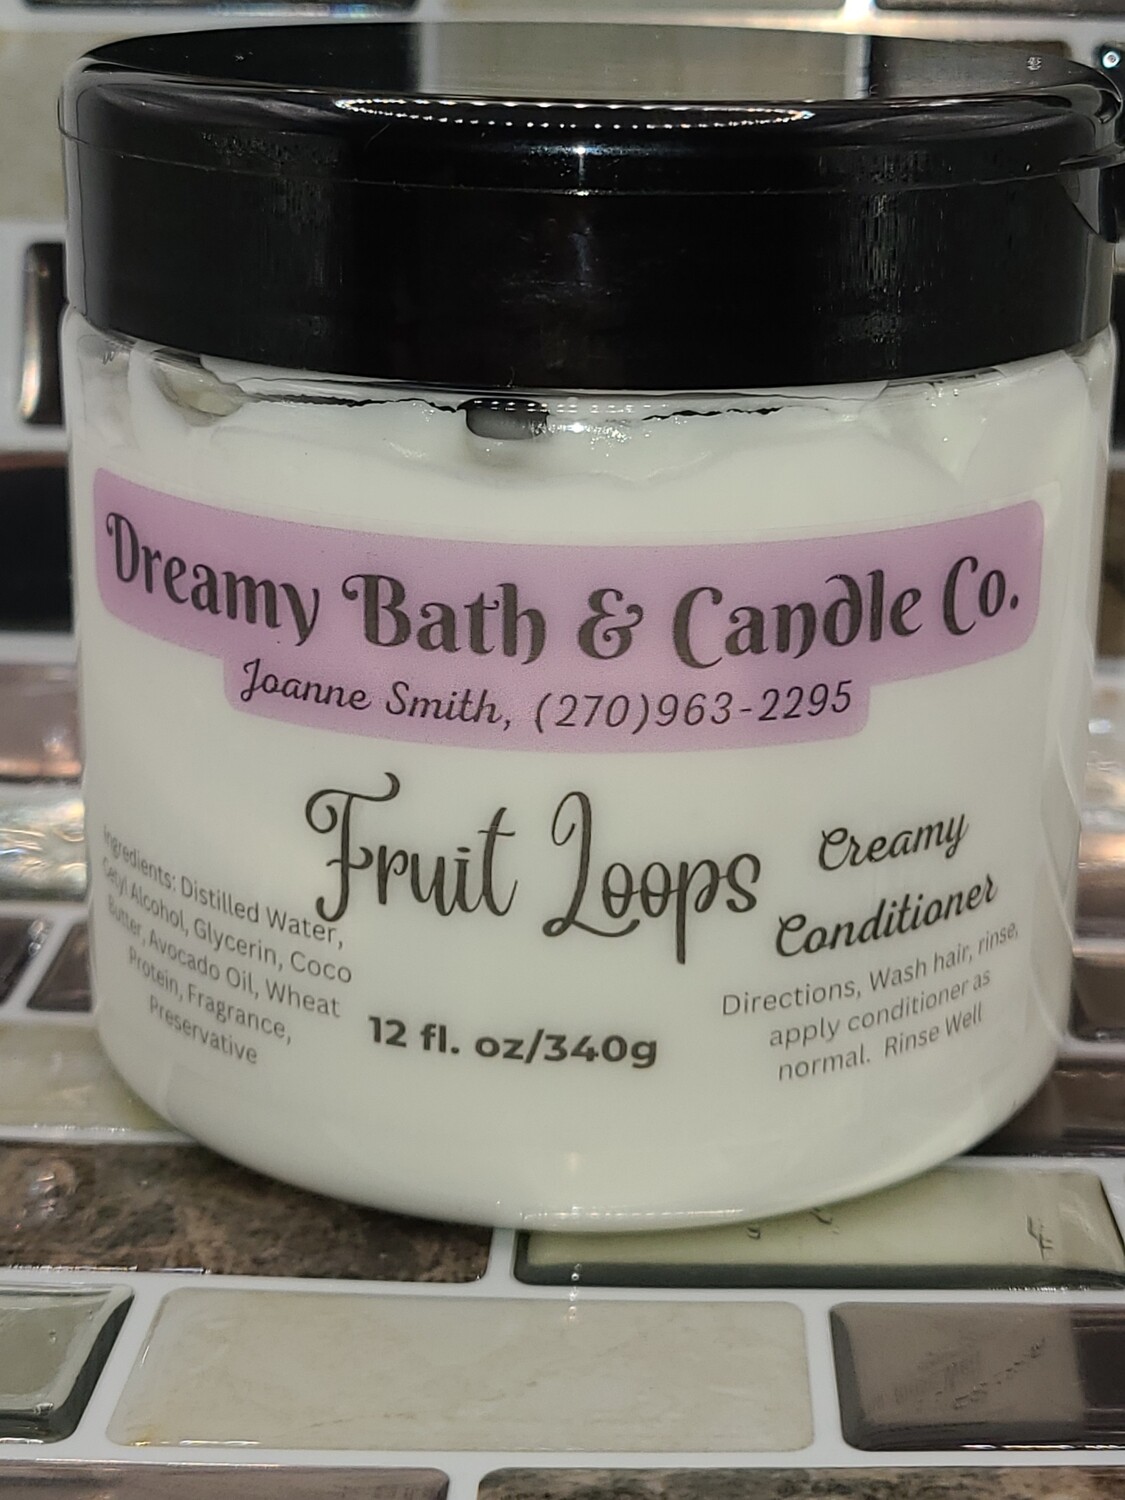 Dreamy Bath & Candle Co.
Joanne Smith, (270)963-2295
Fruit Loops
Creamy
Conditioner
Ingredients: Distilled Water,
Cetyl Alcohol, Glycerin, Coco
Butter, Avocado Oil, Wheat
Protein, Fragrance,
Preservative
12 fl. oz/340g
Directions, Wash hair, rinse,
apply conditioner as
normal. Rinse Well